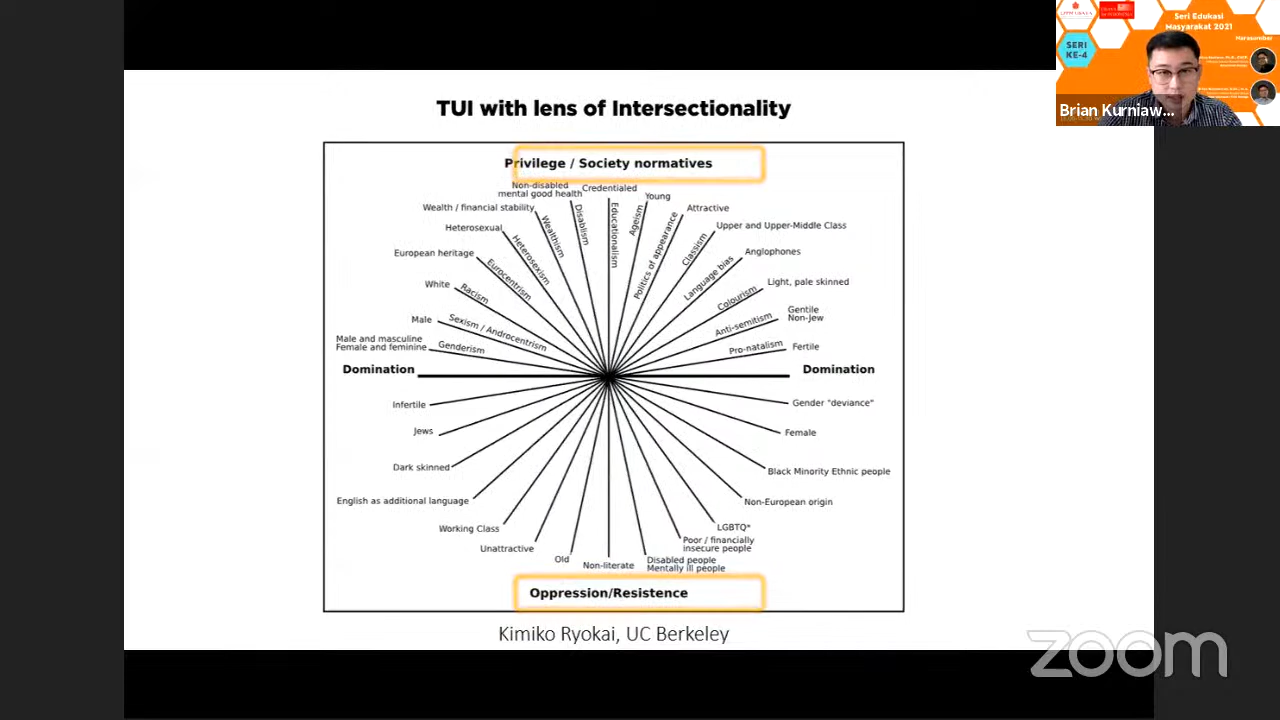 TUI with lens of Intersectionality
Privilege / Society normatives
Non-disabled
mental good health
Credentialed
Young
Wealth / financial stability
Attractive
Heterosexual
Upper and Upper-Middle Class
European heritage
Anglophones
White
Light, pale skinned
Male
Gentile
Non-Jew
Male and masculine
Female and feminine
Fertile
Genderism
Sexism / Androcentrism
Racism
Eurocentrism
Heterosexism
Wealthism
Disablism
Educationalism
Ageism
Politics of appearance
Classism
Language bias
Colourism
Anti-semitism
Pro-natalism
Domination
Domination
Infertile
Gender "deviance"
Jews
Female
Dark skinned
Black Minority Ethnic people
English as additional language
Non-European origin
Working Class
LGBTQ*
Unattractive
Poor / financially
insecure people
Old
Non-literate
Disabled people
Mentally ill people
Oppression/Resistence
Kimiko Ryokai, UC Berkeley
Seri Edukasi
Masyarakat 2021
SERI
KE-4
Narasumber
Brian Kurniaw...
zoom